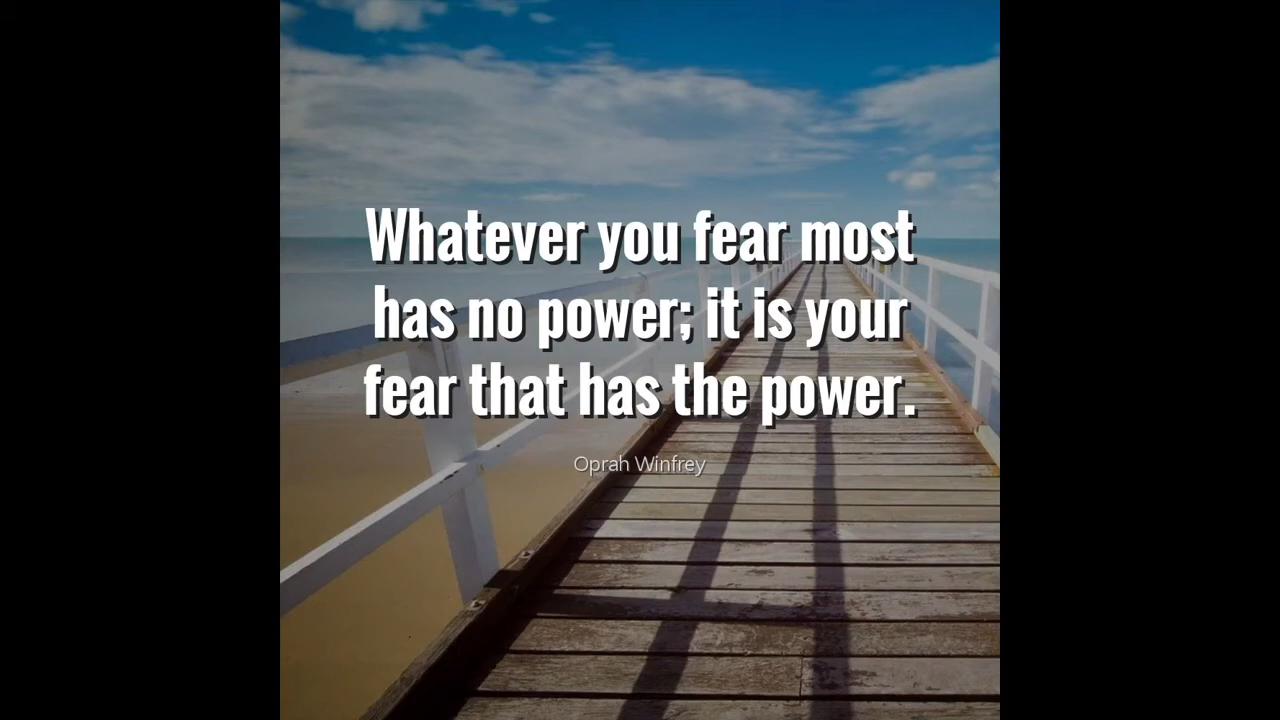 Whatever you fear most
has no power; it is your
fear that has the power.
Oprah Winfrey